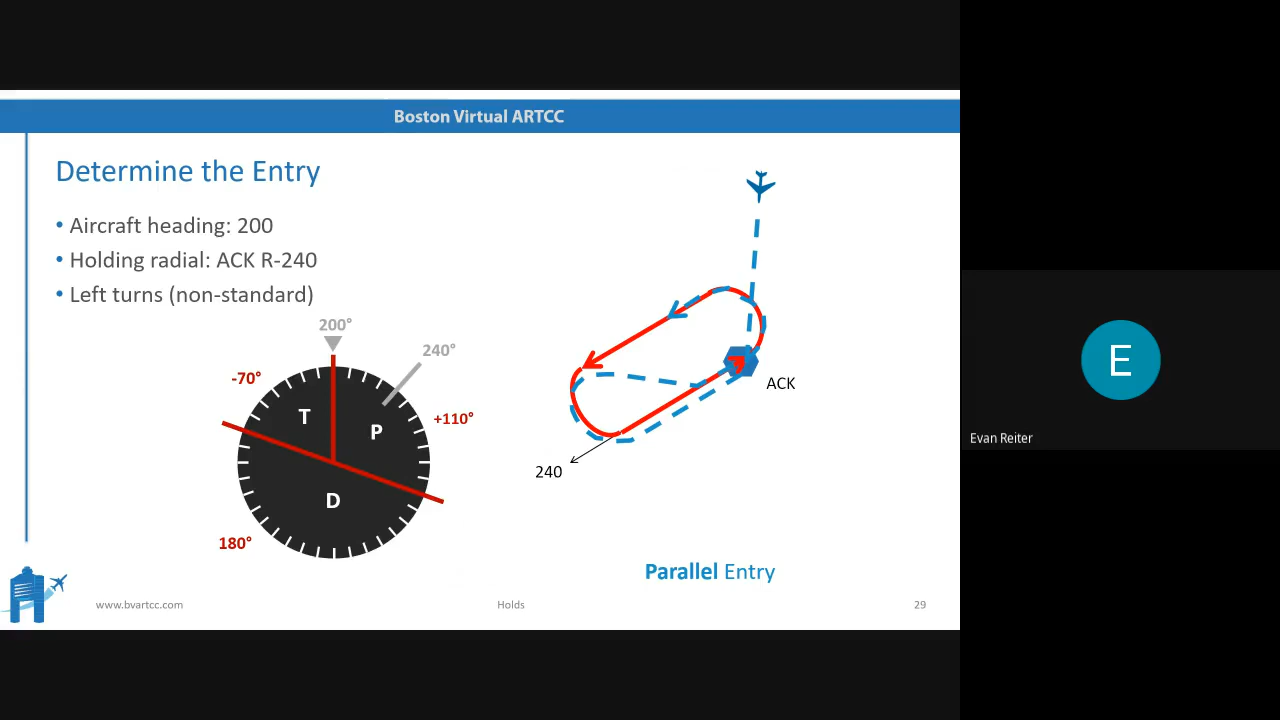 Boston Virtual ARTCC
Determine the Entry
• Aircraft heading: 200
• Holding radial: ACK R-240
• Left turns (non-standard)
200°
240°
-70°
+110°
T
P
D
180°
ACK
240
Parallel Entry
www.bvartcc.com
Holds
29
E
Evan Reiter